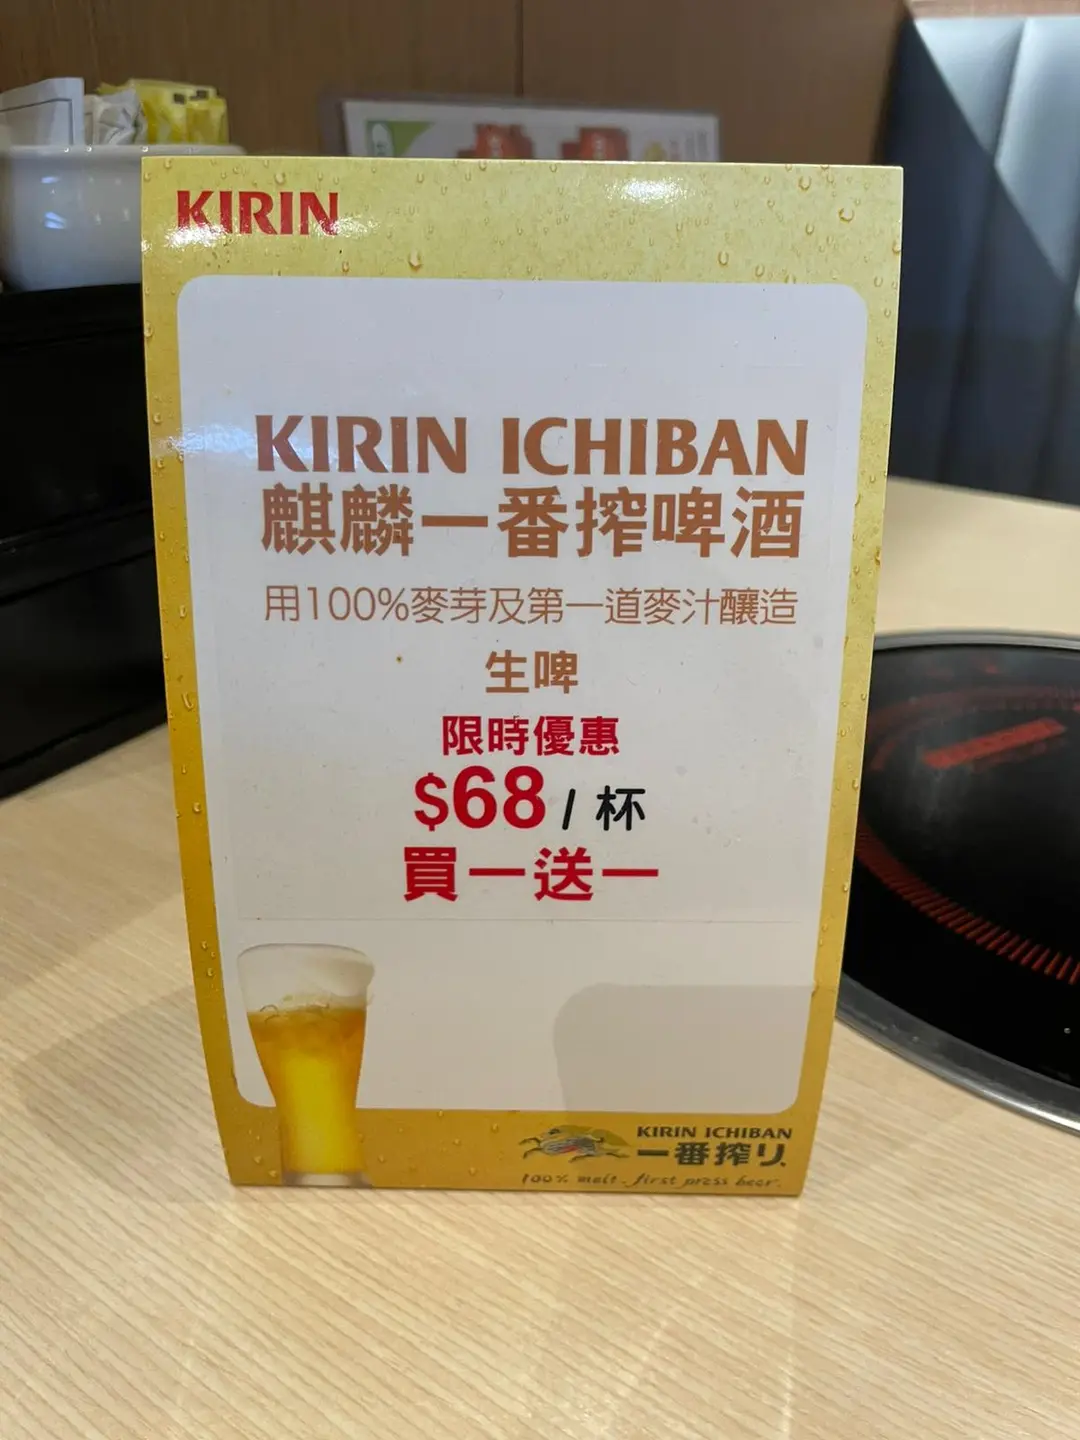 KIRIN
KIRIN ICHIBAN
麒麟一番搾啤酒
用100%麥芽及第一道麥汁釀造
生啤
限時優惠
$68 / 杯
買一送一
KIRIN ICHIBAN
一番搾り
100% malt-first press beer.